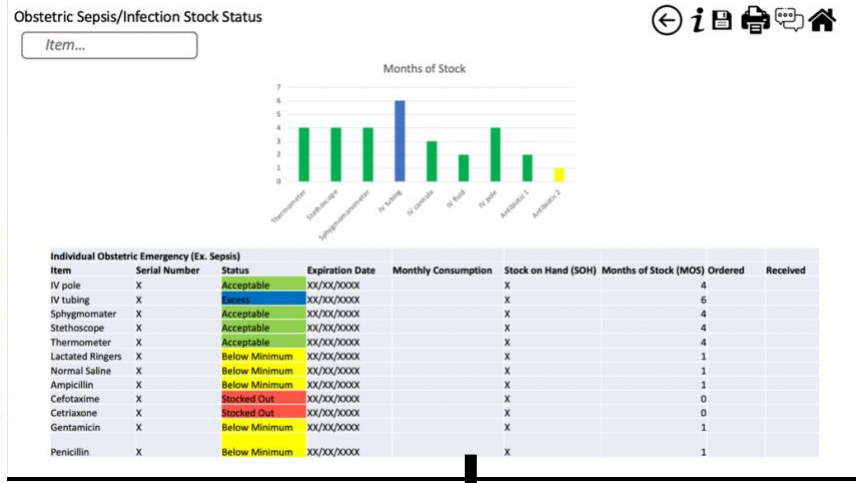 Obstetric Sepsis/Infection Stock Status
Item...
Months of Stock
7
6
5
4
3
2
1
0
Thermometer
Stethoscope
Sphygmomanometer
IV tubing
IV cannula
IV fluid
IV pole
Antibiotic 1
Antibiotic 2
Individual Obstetric Emergency (Ex. Sepsis)
Item Serial Number Status Expiration Date Monthly Consumption Stock on Hand (SOH) Months of Stock (MOS) Ordered Received
IV pole X Acceptable XX/XX/XXXX X 4
IV tubing X Excess XX/XX/XXXX X 6
Sphygmomater X Acceptable XX/XX/XXXX X 4
Stethoscope X Acceptable XX/XX/XXXX X 4
Thermometer X Acceptable XX/XX/XXXX X 4
Lactated Ringers X Below Minimum XX/XX/XXXX X 1
Normal Saline X Below Minimum XX/XX/XXXX X 1
Ampicillin X Below Minimum XX/XX/XXXX X 1
Cefotaxime X Stocked Out XX/XX/XXXX X 0
Cetriaxone X Stocked Out XX/XX/XXXX X 0
Gentamicin X Below Minimum XX/XX/XXXX X 1
Penicillin X Below Minimum XX/XX/XXXX X 1